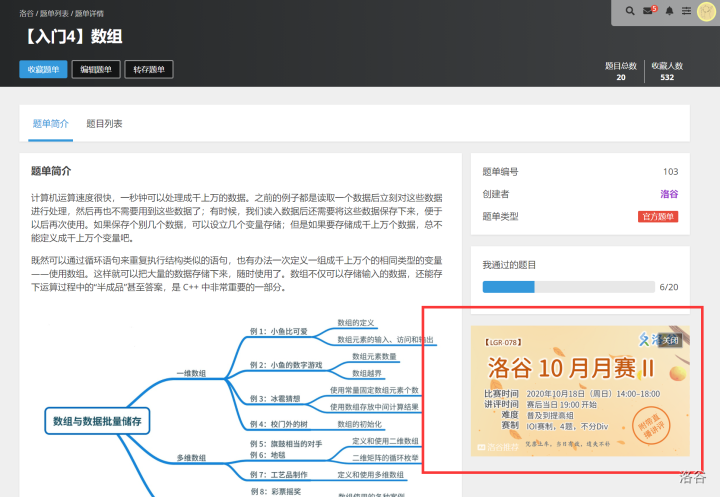 洛谷 / 题单列表 / 题单详情
5
【入门4】数组
收藏题单
编辑题单
转存题单
题目总数
20
收藏人数
532
题单简介
题目列表
题单简介
计算机运算速度很快，一秒钟可以处理成千上万的数据。之前的例子都是读取一个数据后立刻对这些数据
进行处理，然后再也不需要用到这些数据了；有时候，我们读入数据后还需要将这些数据保存下来，便于
以后再次使用。如果保存个别几个数据，可以设立几个变量存储；但是如果要存储成千上万个数据，总不
能定义成千上万个变量吧。
既然可以通过循环语句来重复执行结构类似的语句，也有办法一次定义一组成千上万个的相同类型的变量
——使用数组。这样就可以把大量的数据存储下来，随时使用了。数组不仅可以存储输入的数据，还能存
下运算过程中的“半成品”甚至答案，是 C++ 中非常重要的一部分。
数组与数据批量储存
一维数组
例 1：小鱼比可爱
数组的定义
数组元素的输入、访问和输出
例 2：小鱼的数字游戏
数组元素数量
数组越界
例 3：冰雹猜想
使用常量固定数组元素个数
使用数组存放中间计算结果
例 4：校门外的树
数组的初始化
多维数组
例 5：旗鼓相当的对手
例 6：地毯
定义和使用二维数组
二维矩阵的循环枚举
例 7：工艺品制作
定义和使用多维数组
例 8：彩票摇奖
数组使用的各种案例
题单编号
103
创建者
洛谷
题单类型
官方题单
我通过的题目
6/20
【LGR-078】
关闭
洛谷 10 月月赛 II
比赛时间 2020年10月18日（周日）14:00–18:00
讲评时间 赛后当日 19:00 开始
难度 普及到提高组
赛制 IOI赛制，4题，不分Div
附带直
播讲评
洛谷推荐
洛谷